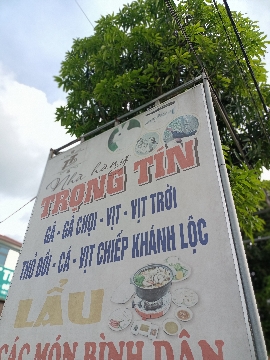 Nhà hàng
TRỌNG TÍN
GÀ - GÀ CHỌI - VỊT - VỊT TRỜI
THỎ ĐỒI - CÁ - VỊT CHIẾP KHÁNH LỘC
LẨU
CÁC MÓN BÌNH DÂN